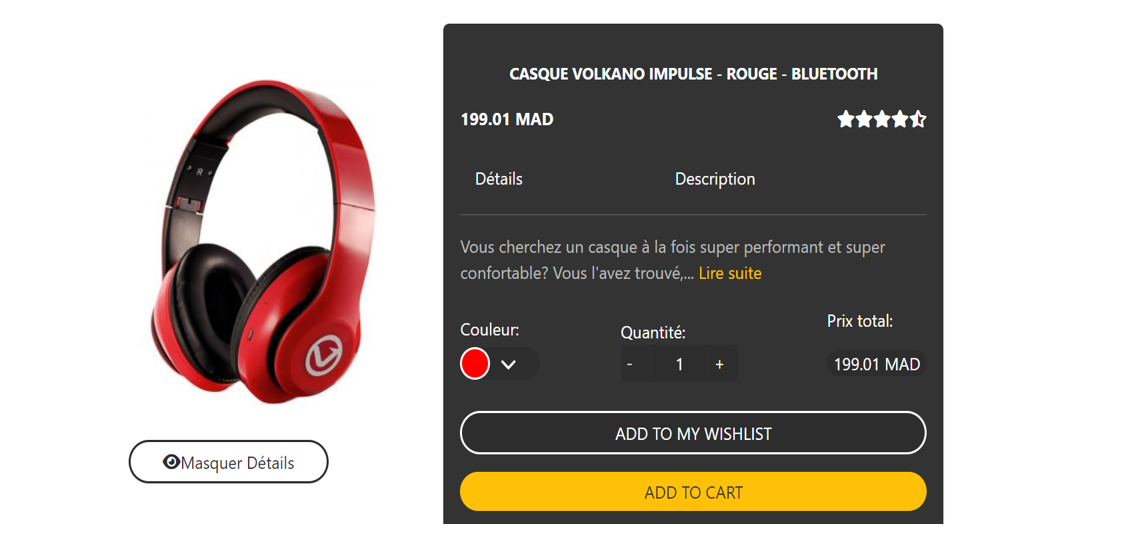 CASQUE VOLKANO IMPULSE - ROUGE - BLUETOOTH
199.01 MAD
Détails
Description
Vous cherchez un casque à la fois super performant et super
confortable? Vous l'avez trouvé,... Lire suite
Couleur:
Quantité:
Prix total:
- 1 +
199.01 MAD
ADD TO MY WISHLIST
ADD TO CART
R
Masquer Détails